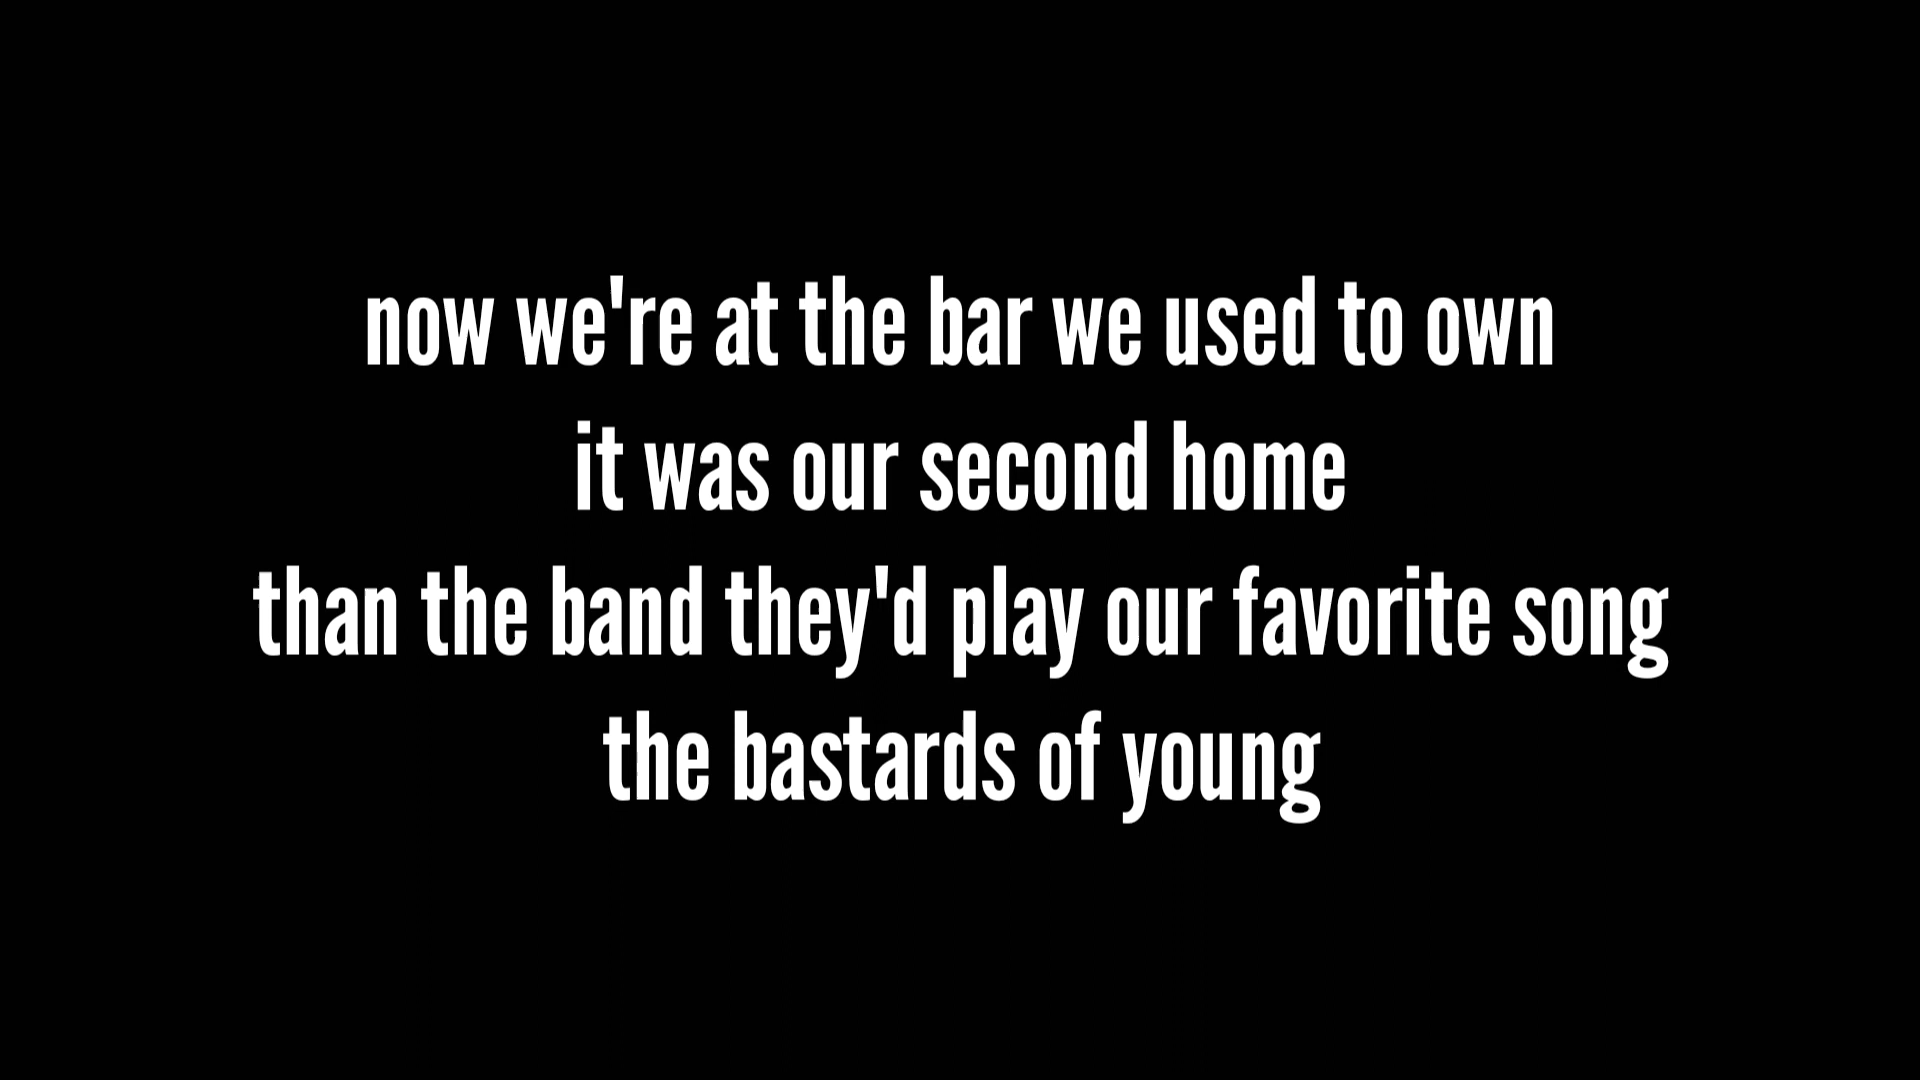 now we're at the bar we used to own
it was our second home
than the band they'd play our favorite song
the bastards of young